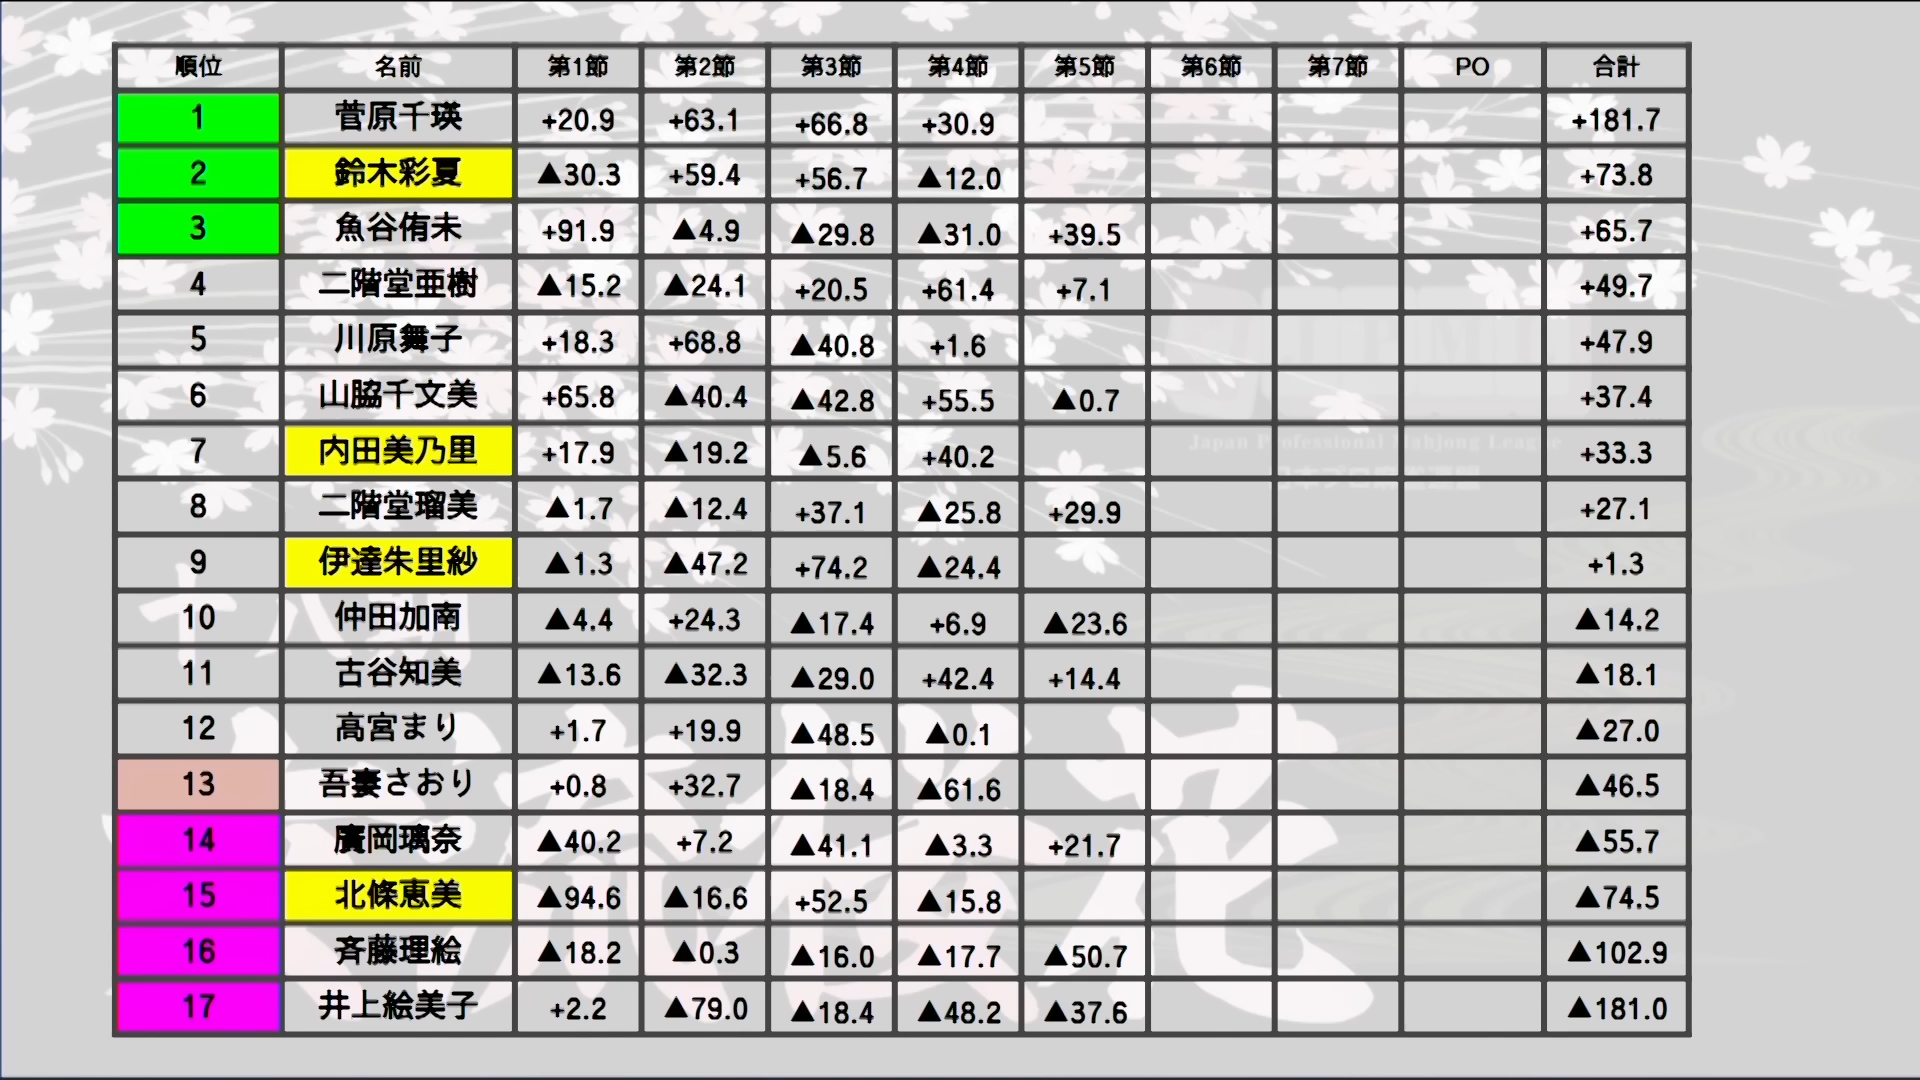 順位 名前 第1節 第2節 第3節 第4節 第5節 第6節 第7節 PO 合計
1 菅原千瑛 +20.9 +63.1 +66.8 +30.9 +181.7
2 鈴木彩夏 ▲30.3 +59.4 +56.7 ▲12.0 +73.8
3 魚谷侑未 +91.9 ▲4.9 ▲29.8 ▲31.0 +39.5 +65.7
4 二階堂亜樹 ▲15.2 ▲24.1 +20.5 +61.4 +7.1 +49.7
5 川原舞子 +18.3 +68.8 ▲40.8 +1.6 +47.9
6 山脇千文美 +65.8 ▲40.4 ▲42.8 +55.5 ▲0.7 +37.4
7 内田美乃里 +17.9 ▲19.2 ▲5.6 +40.2 +33.3
8 二階堂瑠美 ▲1.7 ▲12.4 +37.1 ▲25.8 +29.9 +27.1
9 伊達朱里紗 ▲1.3 ▲47.2 +74.2 ▲24.4 +1.3
10 仲田加南 ▲4.4 +24.3 ▲17.4 +6.9 ▲23.6 ▲14.2
11 古谷知美 ▲13.6 ▲32.3 ▲29.0 +42.4 +14.4 ▲18.1
12 高宮まり +1.7 +19.9 ▲48.5 ▲0.1 ▲27.0
13 吾妻さおり +0.8 +32.7 ▲18.4 ▲61.6 ▲46.5
14 廣岡璃奈 ▲40.2 +7.2 ▲41.1 ▲3.3 +21.7 ▲55.7
15 北條恵美 ▲94.6 ▲16.6 +52.5 ▲15.8 ▲74.5
16 斉藤理絵 ▲18.2 ▲0.3 ▲16.0 ▲17.7 ▲50.7 ▲102.9
17 井上絵美子 +2.2 ▲79.0 ▲18.4 ▲48.2 ▲37.6 ▲181.0
Japan Professional Mahjong League